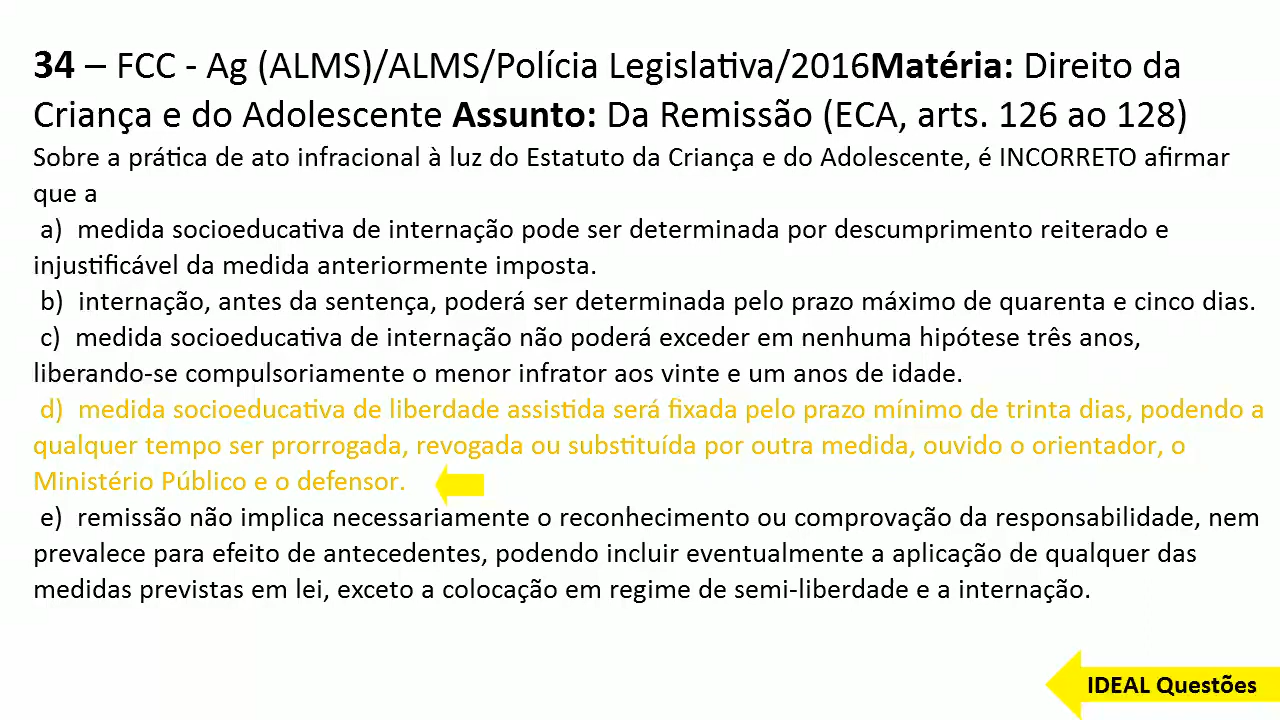 34 – FCC - Ag (ALMS)/ALMS/Polícia Legislativa/2016Matéria: Direito da
Criança e do Adolescente Assunto: Da Remissão (ECA, arts. 126 ao 128)
Sobre a prática de ato infracional à luz do Estatuto da Criança e do Adolescente, é INCORRETO afirmar
que a
a) medida socioeducativa de internação pode ser determinada por descumprimento reiterado e
injustificável da medida anteriormente imposta.
b) internação, antes da sentença, poderá ser determinada pelo prazo máximo de quarenta e cinco dias.
c) medida socioeducativa de internação não poderá exceder em nenhuma hipótese três anos,
liberando-se compulsoriamente o menor infrator aos vinte e um anos de idade.
d) medida socioeducativa de liberdade assistida será fixada pelo prazo mínimo de trinta dias, podendo a
qualquer tempo ser prorrogada, revogada ou substituída por outra medida, ouvido o orientador, o
Ministério Público e o defensor.
e) remissão não implica necessariamente o reconhecimento ou comprovação da responsabilidade, nem
prevalece para efeito de antecedentes, podendo incluir eventualmente a aplicação de qualquer das
medidas previstas em lei, exceto a colocação em regime de semi-liberdade e a internação.
IDEAL Questões